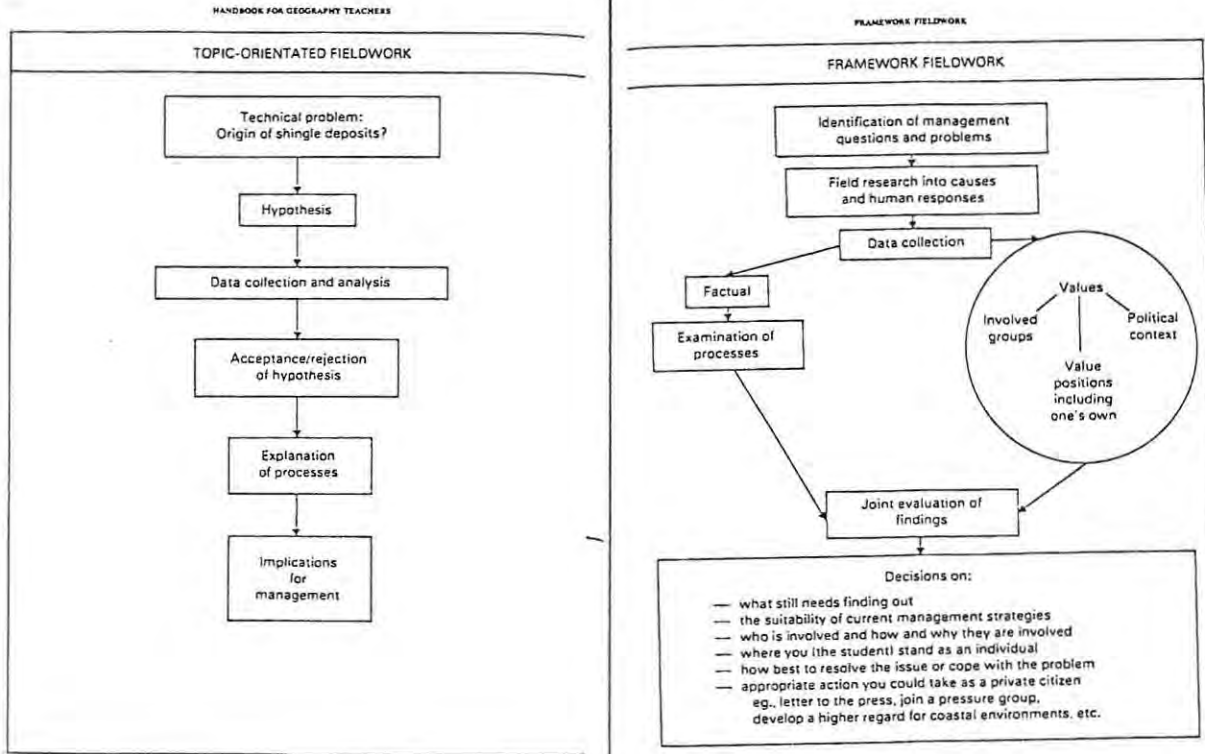 HANDBOOK FOR GEOGRAPHY TEACHERS
TOPIC-ORIENTATED FIELDWORK
Technical problem:
Origin of shingle deposits?
Hypothesis
Data collection and analysis
Acceptance/rejection
of hypothesis
Explanation
of processes
Implications
for
management
FRAMEWORK FIELDWORK
FRAMEWORK FIELDWORK
Identification of management
questions and problems
Field research into causes
and human responses
Data collection
Factual
Examination of
processes
Values
Involved
groups
Political
context
Value
positions
including
one's own
Joint evaluation of
findings
Decisions on:
— what still needs finding out
— the suitability of current management strategies
— who is involved and how and why they are involved
— where you (the student) stand as an individual
— how best to resolve the issue or cope with the problem
— appropriate action you could take as a private citizen
eg., letter to the press, join a pressure group,
develop a higher regard for coastal environments, etc.